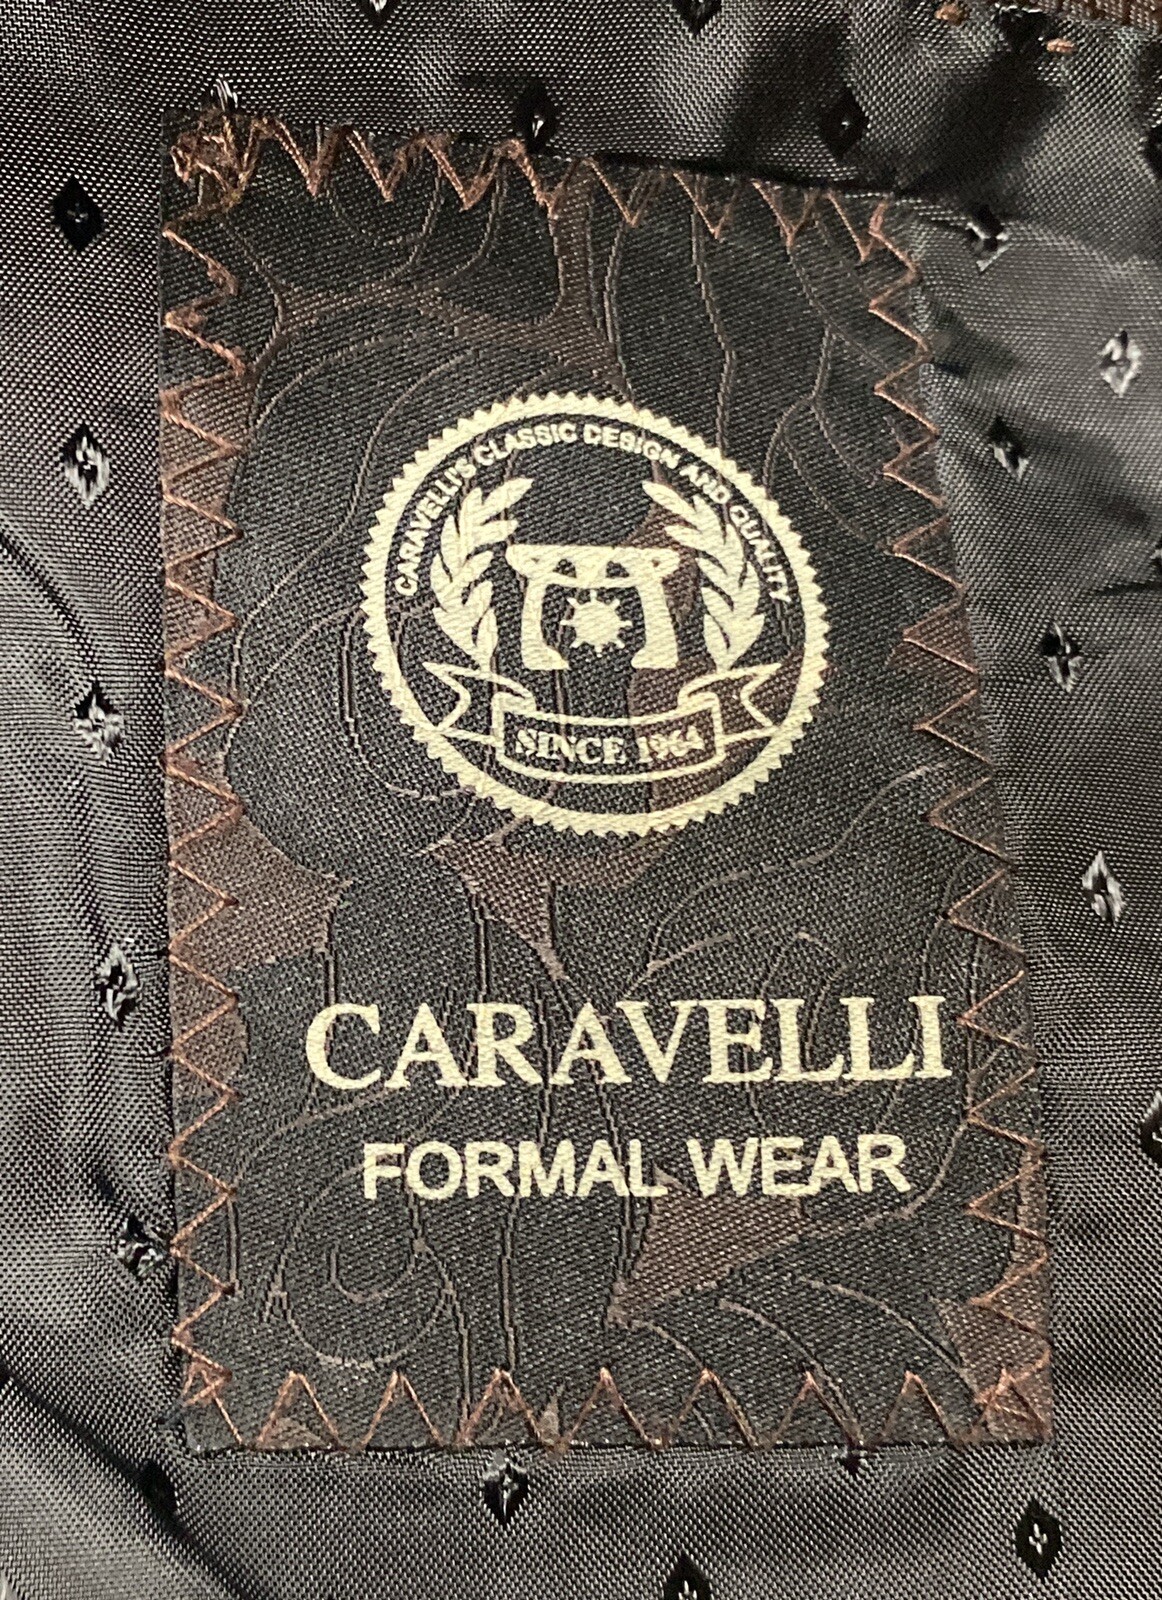 CARAVELLI'S CLASSIC DESIGN AND QUALITY
SINCE 1964
CARAVELLI
FORMAL WEAR